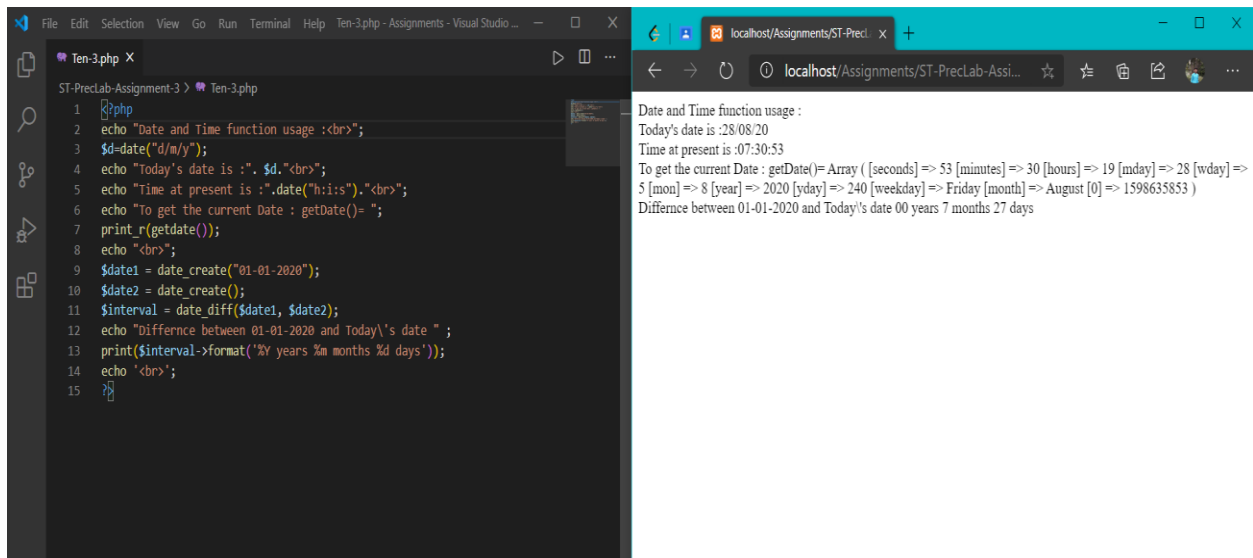 File Edit Selection View Go Run Terminal Help Ten-3.php - Assignments - Visual Studio ...
Ten-3.php X
ST-PrecLab-Assignment-3 > Ten-3.php
1 <?php
2 echo "Date and Time function usage :<br>";
3 $d=date("d/m/y");
4 echo "Today's date is :". $d."<br>";
5 echo "Time at present is :".date("h:i:s")."<br>";
6 echo "To get the current Date : getDate()= ";
7 print_r(getdate());
8 echo "<br>";
9 $date1 = date_create("01-01-2020");
10 $date2 = date_create();
11 $interval = date_diff($date1, $date2);
12 echo "Differnce between 01-01-2020 and Today\'s date " ;
13 print($interval->format('%Y years %m months %d days'));
14 echo '<br>';
15 ?>
localhost/Assignments/ST-PrecL
localhost/Assignments/ST-PrecLab-Assi...
Date and Time function usage :
Today's date is :28/08/20
Time at present is :07:30:53
To get the current Date : getDate()= Array ( [seconds] => 53 [minutes] => 30 [hours] => 19 [mday] => 28 [wday] =>
5 [mon] => 8 [year] => 2020 [yday] => 240 [weekday] => Friday [month] => August [0] => 1598635853 )
Differnce between 01-01-2020 and Today\'s date 00 years 7 months 27 days